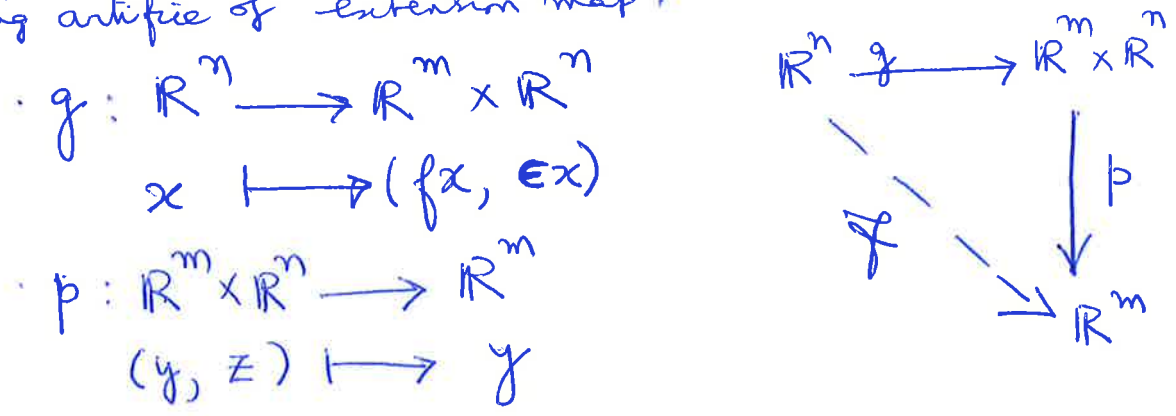 artifice of extension map.
· g : ℝⁿ ⟶ ℝᵐ × ℝⁿ
x ⟼ (fx, ϵx)
· p : ℝᵐ × ℝⁿ ⟶ ℝᵐ
(y, z) ⟼ y
ℝⁿ g ⟶ ℝᵐ × ℝⁿ
p
f
ℝᵐ